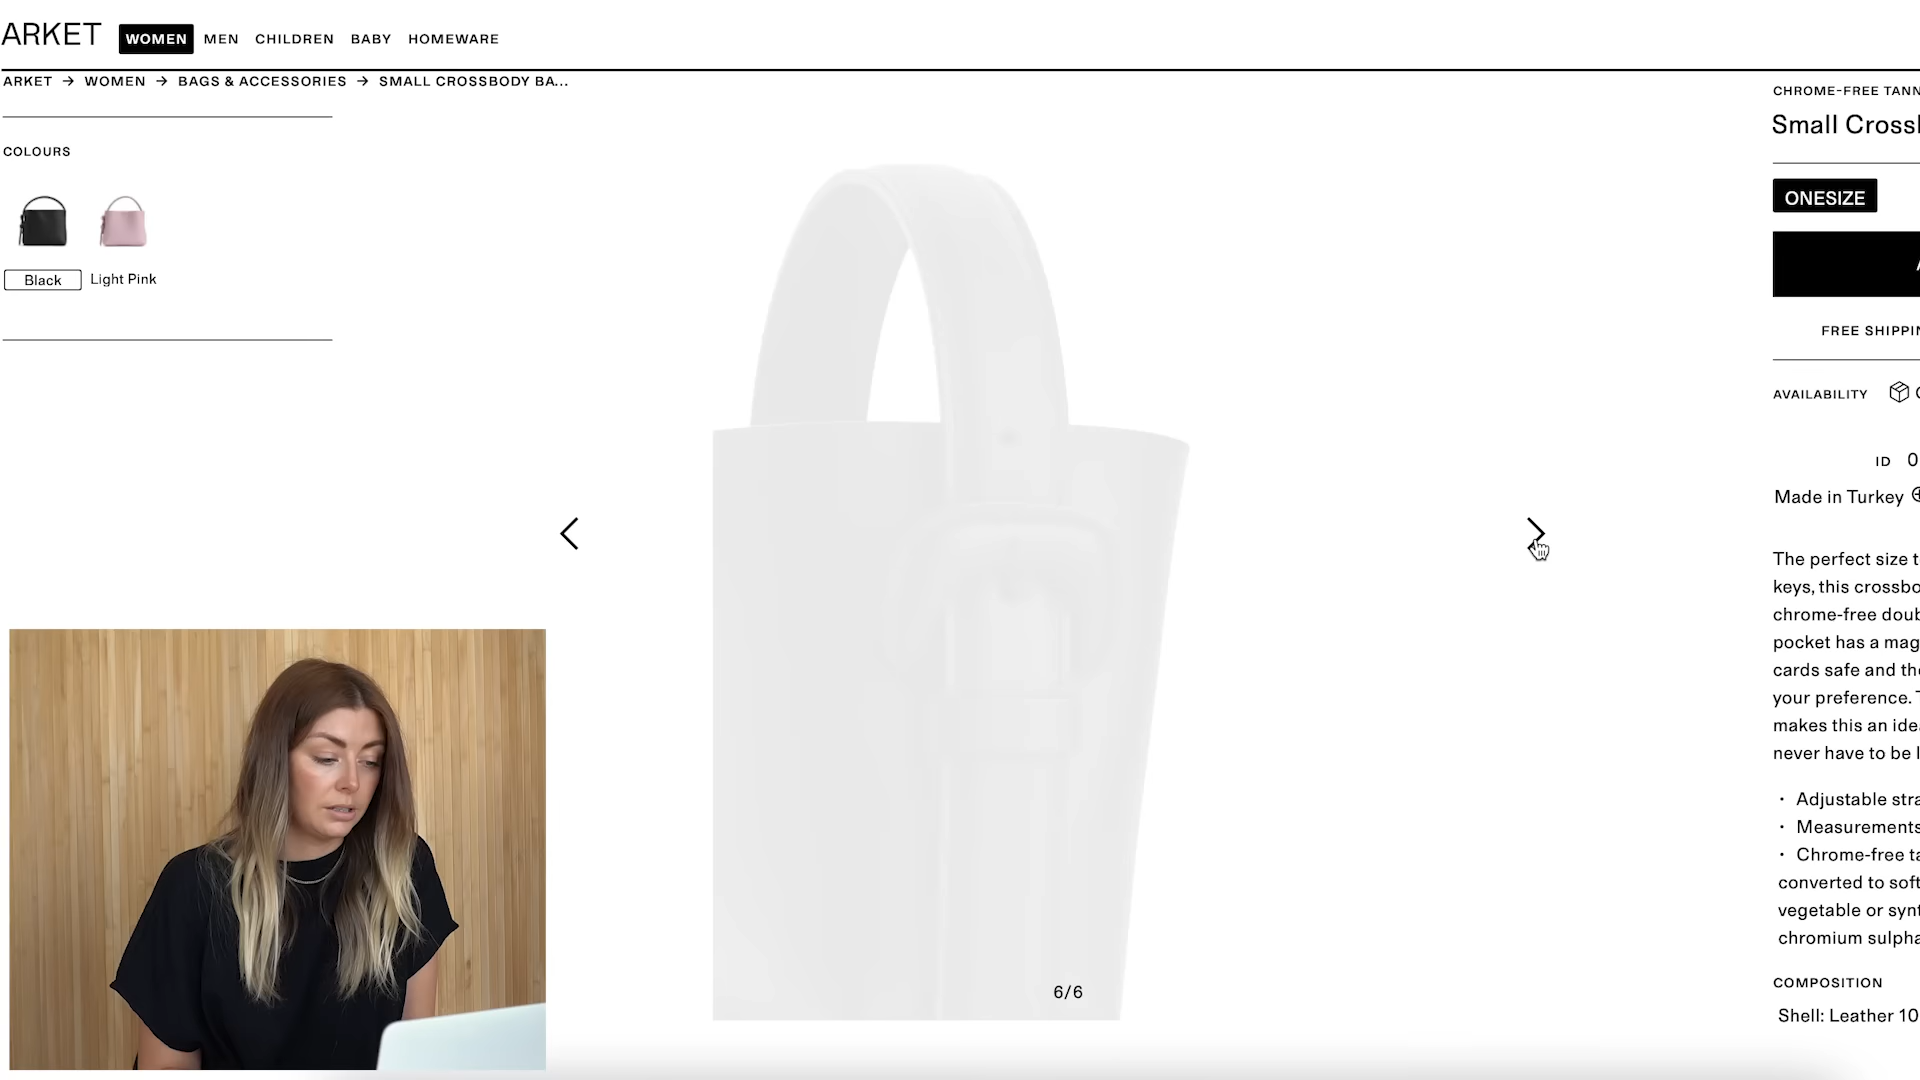 ARKET WOMEN MEN CHILDREN BABY HOMEWARE
ARKET → WOMEN → BAGS & ACCESSORIES → SMALL CROSSBODY BA...
COLOURS
Black Light Pink
6/6
CHROME-FREE TANN
Small Cross
ONESIZE
FREE SHIPPIN
AVAILABILITY
ID 0
Made in Turkey
The perfect size t
keys, this crossbo
chrome-free doub
pocket has a mag
cards safe and the
your preference.
makes this an idea
never have to be l
· Adjustable stra
· Measurements
· Chrome-free ta
converted to soft
vegetable or synt
chromium sulpha
COMPOSITION
Shell: Leather 10